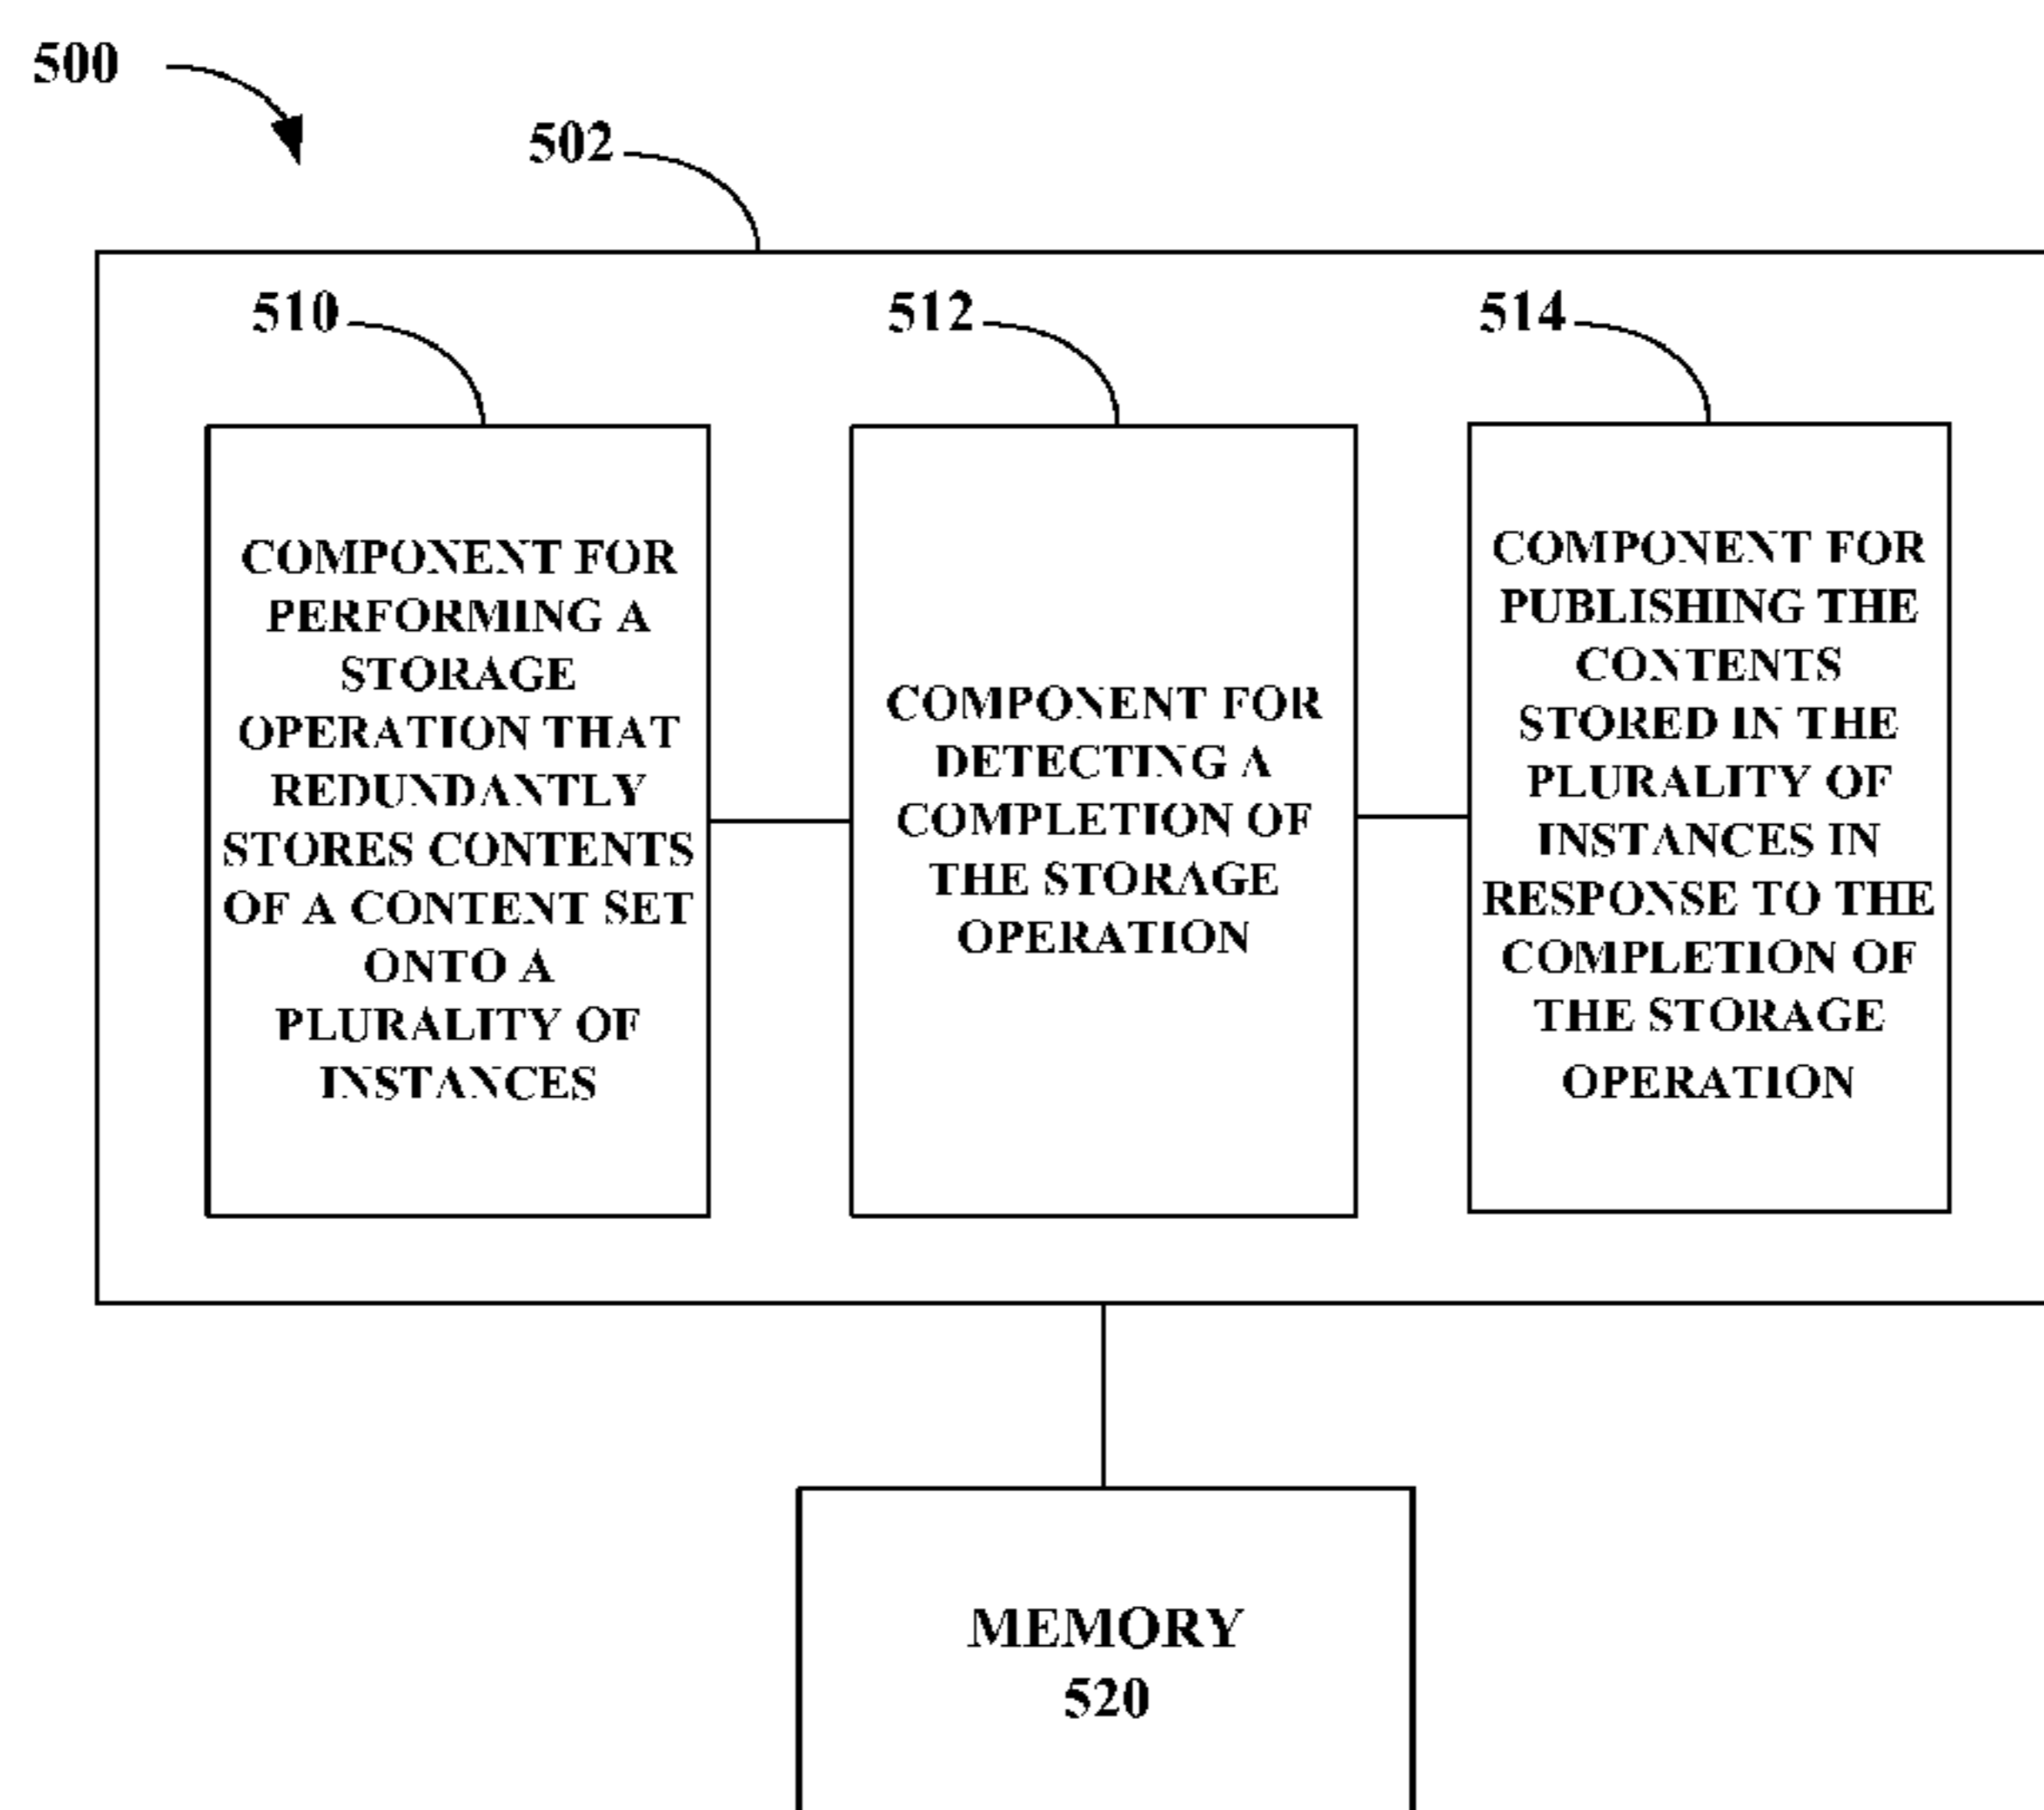 500
502
510
512
514
COMPONENT FOR
PERFORMING A
STORAGE
OPERATION THAT
REDUNDANTLY
STORES CONTENTS
OF A CONTENT SET
ONTO A
PLURALITY OF
INSTANCES
COMPONENT FOR
DETECTING A
COMPLETION OF
THE STORAGE
OPERATION
COMPONENT FOR
PUBLISHING THE
CONTENTS
STORED IN THE
PLURALITY OF
INSTANCES IN
RESPONSE TO THE
COMPLETION OF
THE STORAGE
OPERATION
MEMORY
520